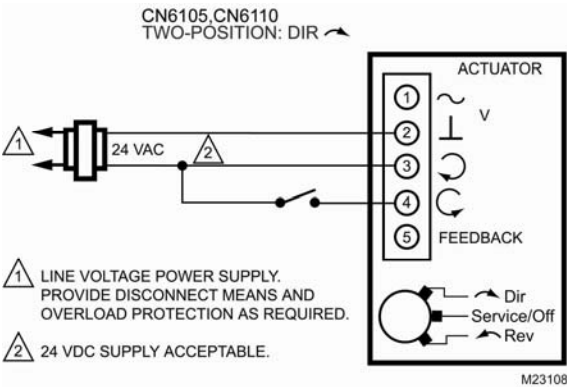 CN6105,CN6110
TWO-POSITION: DIR
ACTUATOR
1
V
2
24 VAC
1
2
3
4
5 FEEDBACK
1 LINE VOLTAGE POWER SUPPLY.
PROVIDE DISCONNECT MEANS AND
OVERLOAD PROTECTION AS REQUIRED.
2 24 VDC SUPPLY ACCEPTABLE.
Dir
Service/Off
Rev
M23108